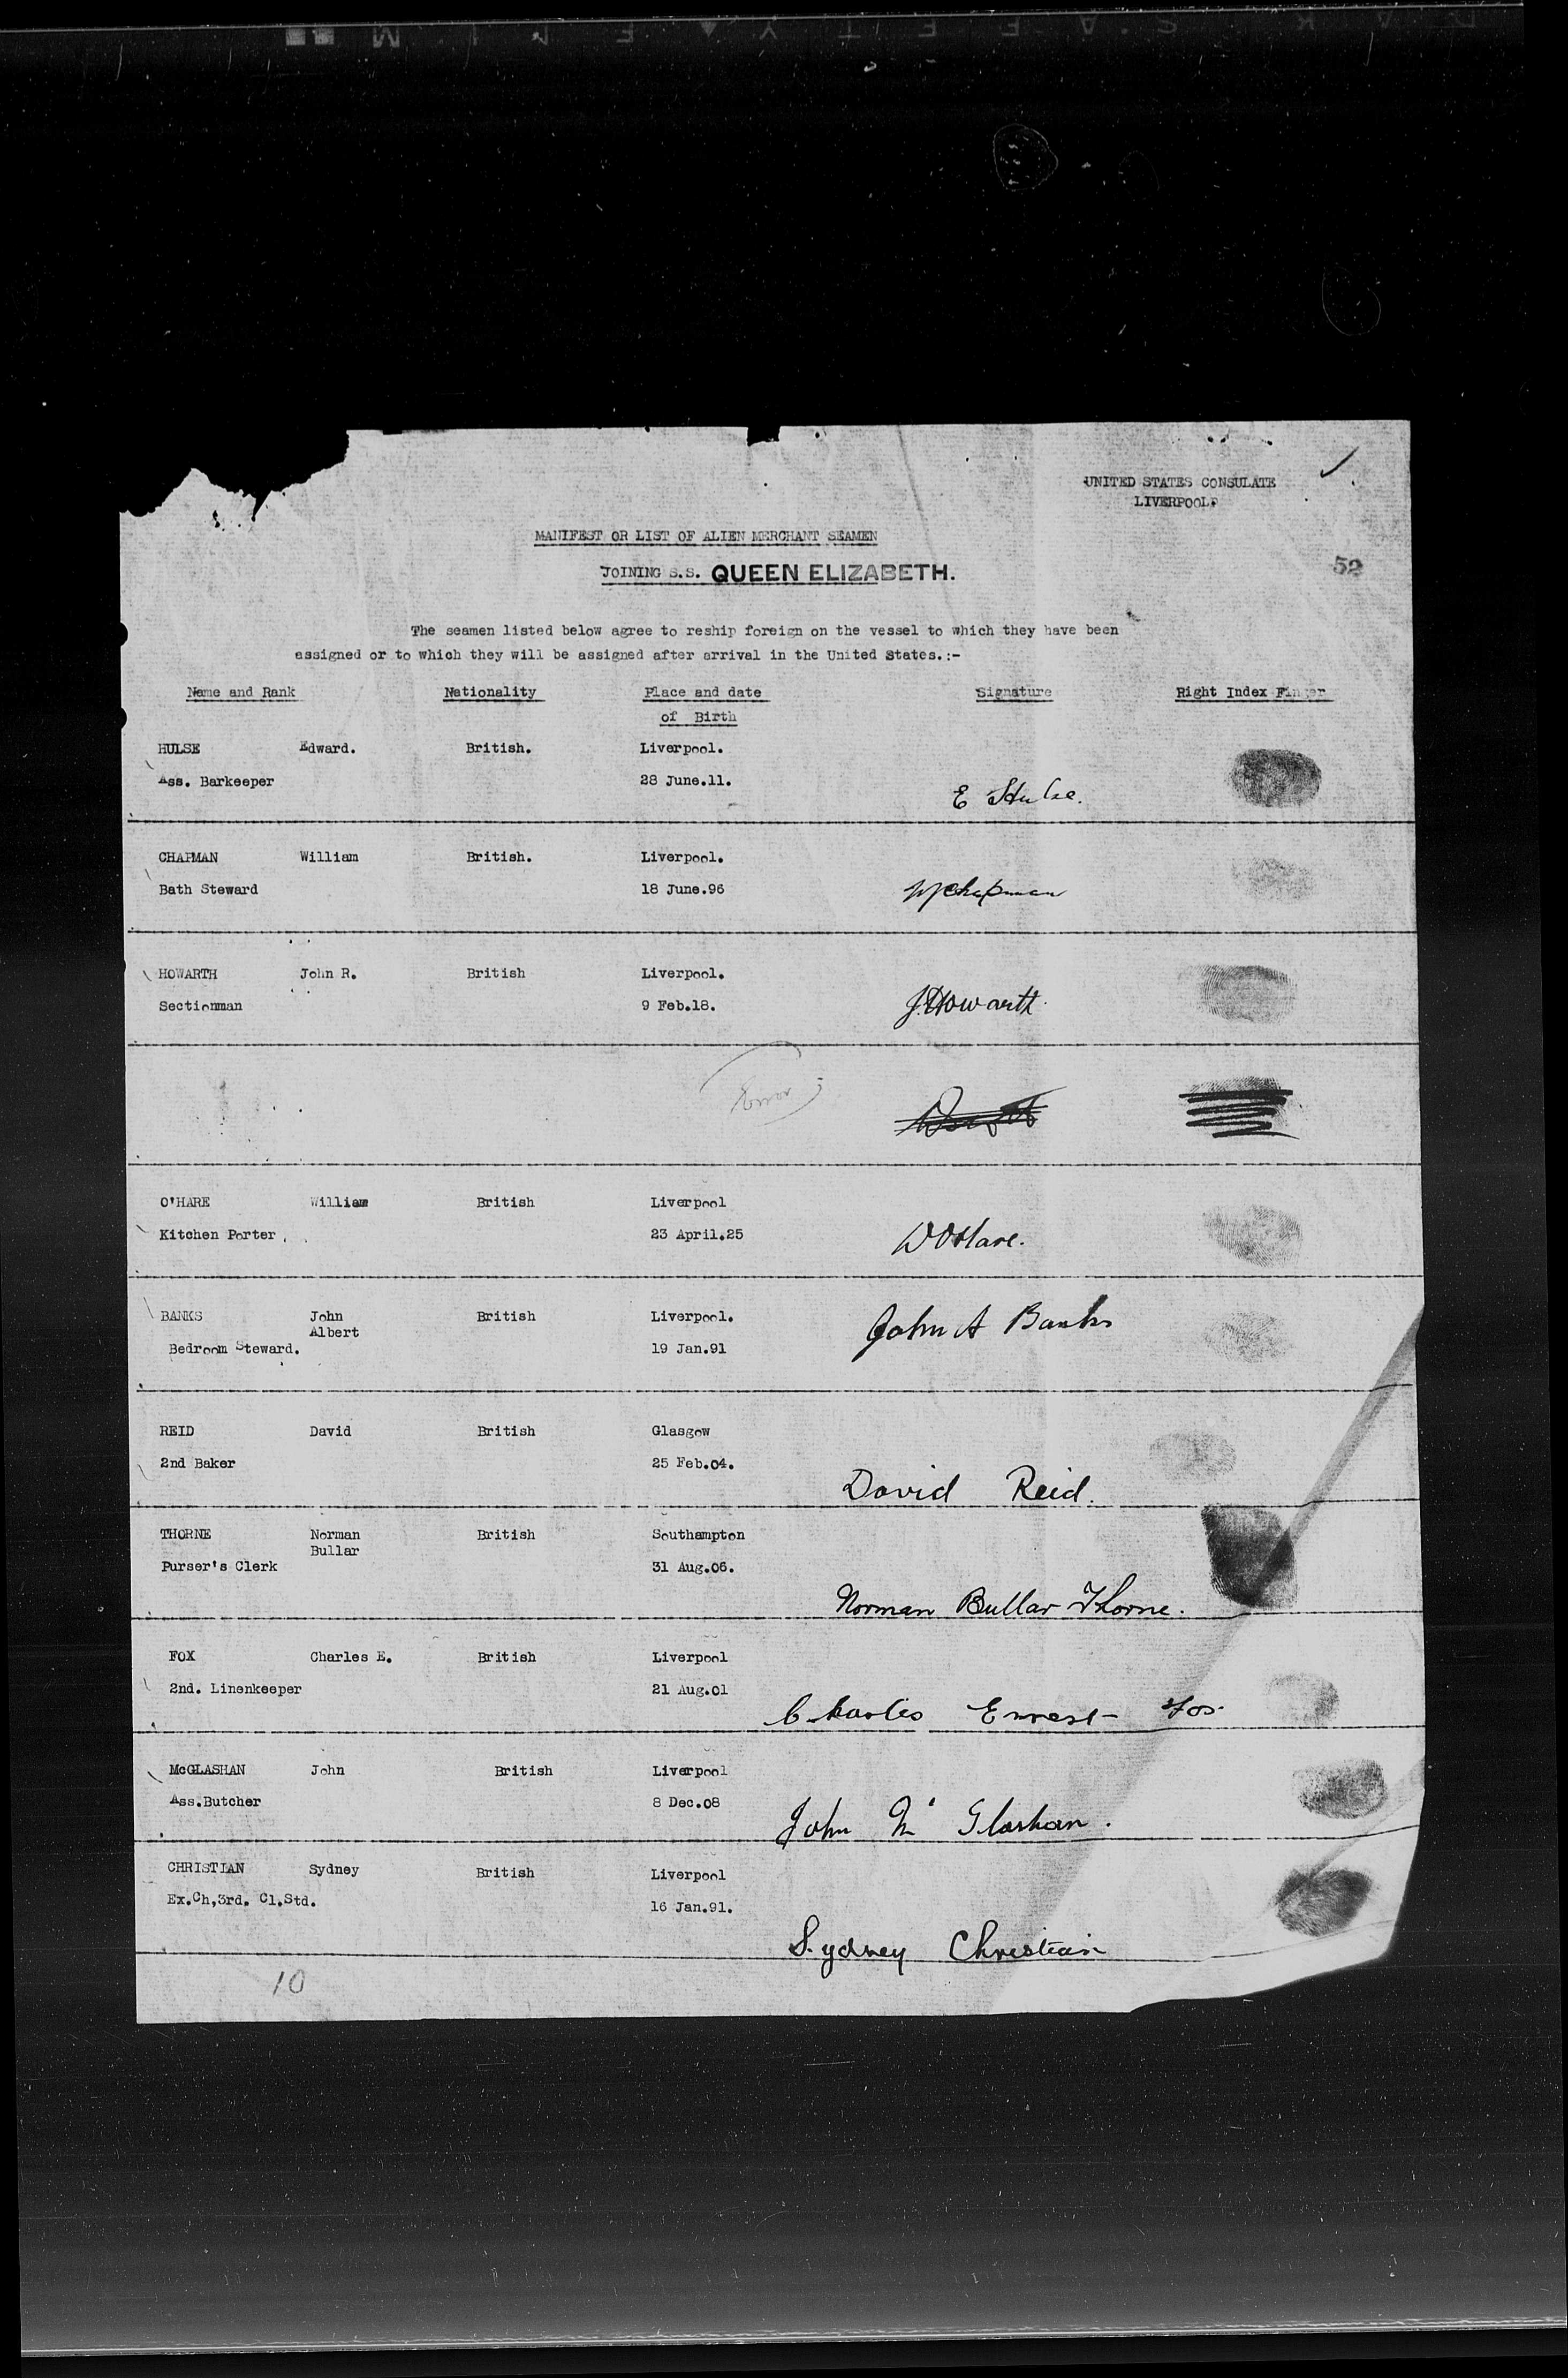 UNITED STATES CONSULATE
LIVERPOOL.
52
MANIFEST OR LIST OF ALIEN MERCHANT SEAMEN
JOINING S.S. QUEEN ELIZABETH.
The seamen listed below agree to reship foreign on the vessel to which they have been
assigned or to which they will be assigned after arrival in the United States.:-
Name and Rank Nationality Place and date Signature Right Index Finger
of Birth
HULSE Edward. British. Liverpool.
Ass. Barkeeper 28 June.11.
E Hulse.
CHAPMAN William British. Liverpool.
Bath Steward 18 June.96 W Chapman
HOWARTH John R. British Liverpool.
Sectionman 9 Feb.18. J.Howarth
Error
O'HARE William British Liverpool
Kitchen Porter 23 April.25 W O'Hare.
BANKS John British Liverpool. John A Banks
Albert
Bedroom Steward. 19 Jan.91
REID David British Glasgow
2nd Baker 25 Feb.04.
David Reid.
THORNE Norman British Southampton
Bullar
Purser's Clerk 31 Aug.06.
Norman Bullar Thorne.
FOX Charles E. British Liverpool
2nd. Linenkeeper 21 Aug.01
Charles Ernest Fox
McGLASHAN John British Liverpool
Ass.Butcher 8 Dec.08
John Mc Glashan.
CHRISTIAN Sydney British Liverpool
Ex.Ch,3rd. Cl.Std. 16 Jan.91.
Sydney Christian
10